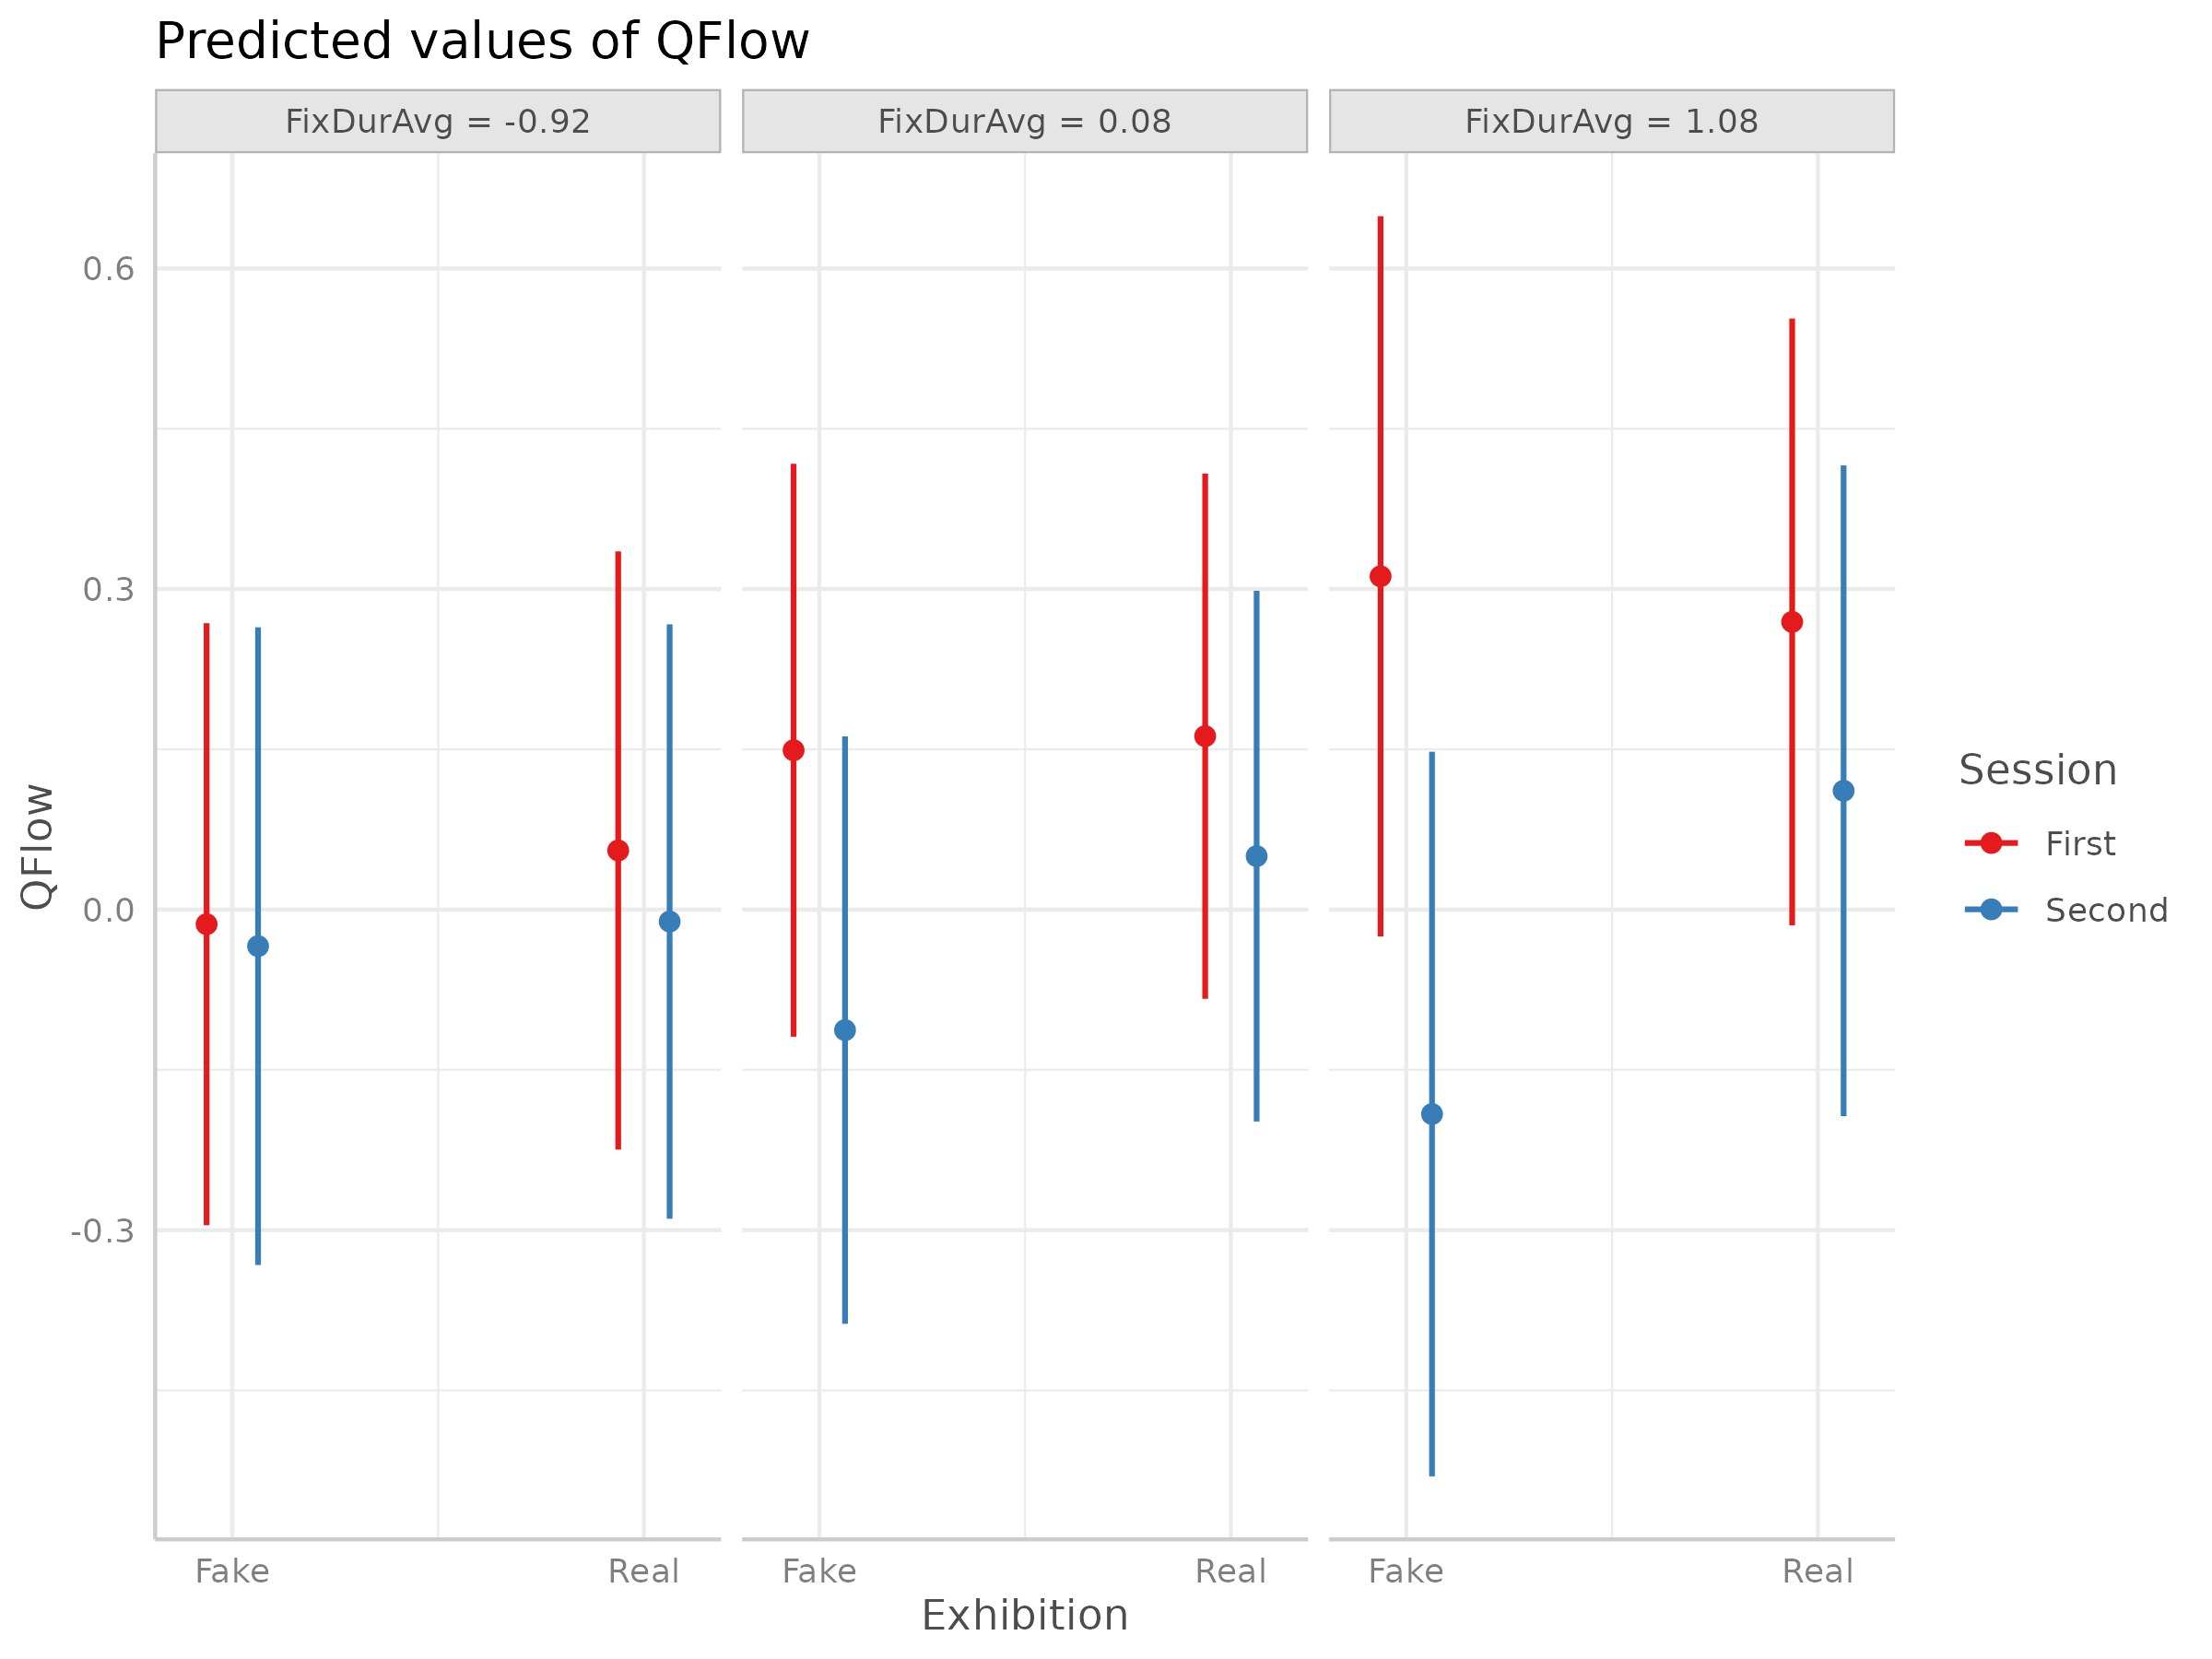 Predicted values of QFlow
FixDurAvg = -0.92
FixDurAvg = 0.08
FixDurAvg = 1.08
QFlow
0.6
0.3
0.0
-0.3
Fake
Real
Fake
Real
Fake
Real
Exhibition
Session
First
Second